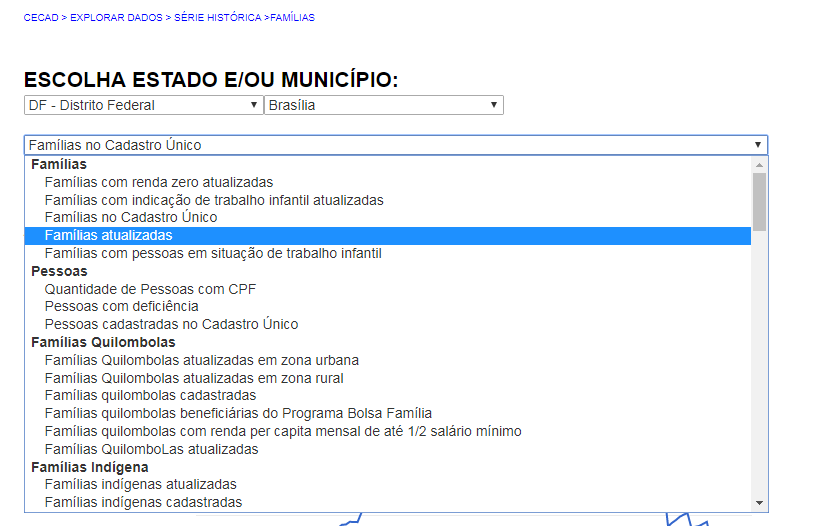 CECAD > EXPLORAR DADOS > SÉRIE HISTÓRICA >FAMÍLIAS
ESCOLHA ESTADO E/OU MUNICÍPIO:
DF - Distrito Federal Brasília
Famílias no Cadastro Único
Famílias
Famílias com renda zero atualizadas
Famílias com indicação de trabalho infantil atualizadas
Famílias no Cadastro Único
Famílias atualizadas
Famílias com pessoas em situação de trabalho infantil
Pessoas
Quantidade de Pessoas com CPF
Pessoas com deficiência
Pessoas cadastradas no Cadastro Único
Famílias Quilombolas
Famílias Quilombolas atualizadas em zona urbana
Famílias Quilombolas atualizadas em zona rural
Famílias quilombolas cadastradas
Famílias quilombolas beneficiárias do Programa Bolsa Família
Famílias quilombolas com renda per capita mensal de até 1/2 salário mínimo
Famílias QuilomboLas atualizadas
Famílias Indígena
Famílias indígenas atualizadas
Famílias indígenas cadastradas